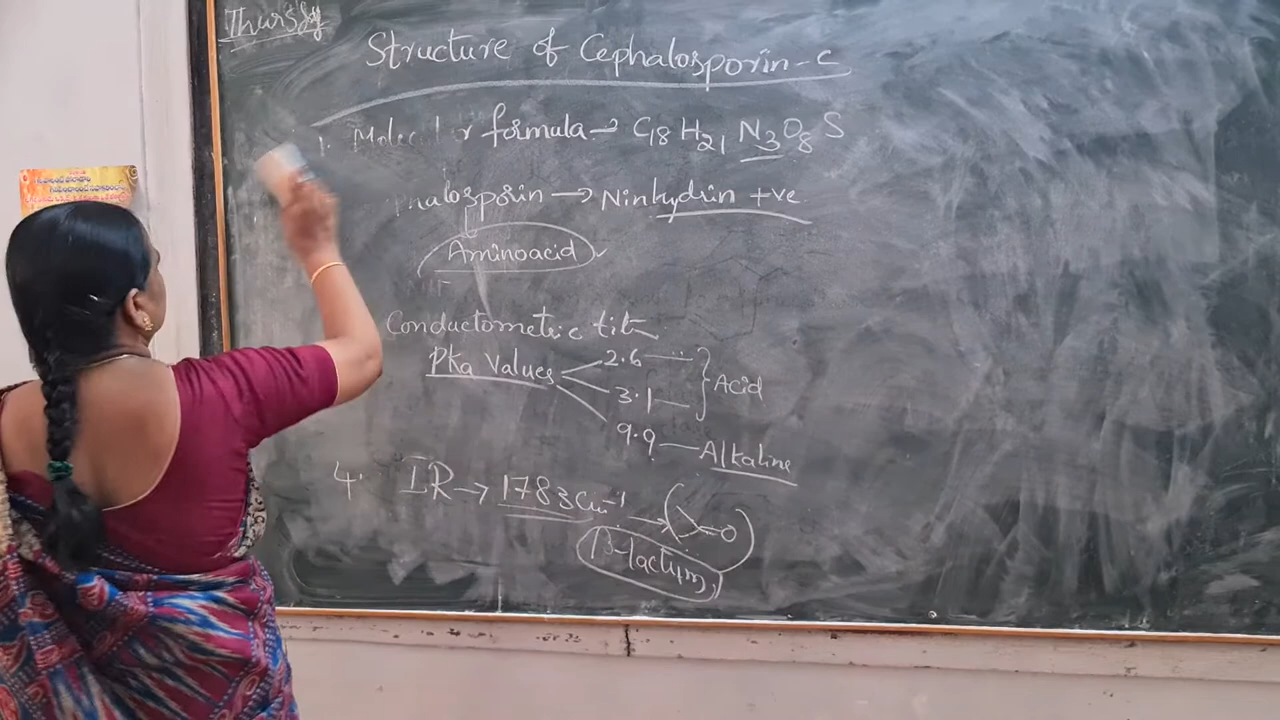 Thursday
Structure of Cephalosporin-C
1. Molecular formula → C18 H21 N3 O8 S
phalosporin → Ninhydrin +ve
Aminoacid
Conductometric titr
Pka Values 2.6
3.1
Acid
9.9 Alkaline
4. IR → 1783 Cm-1 → O
β-lactum